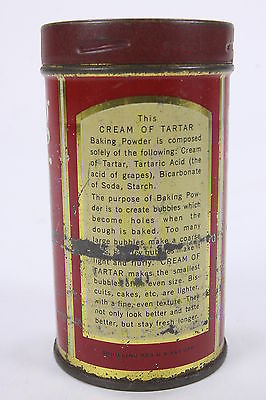 This
CREAM OF TARTAR
Baking Powder is composed
solely of the following: Cream
of Tartar, Tartaric Acid (the
acid of grapes), Bicarbonate
of Soda, Starch.
The purpose of Baking Pow-
der is to create bubbles which
become holes when the
dough is baked. Too many
large bubbles make a coarse
light and fluffy. CREAM OF
TARTAR makes the smallest
bubbles of even size. Bis-
cuits, cakes, etc., are lighter,
with a fine, even texture. They
not only look better and taste
better, but stay fresh longer.